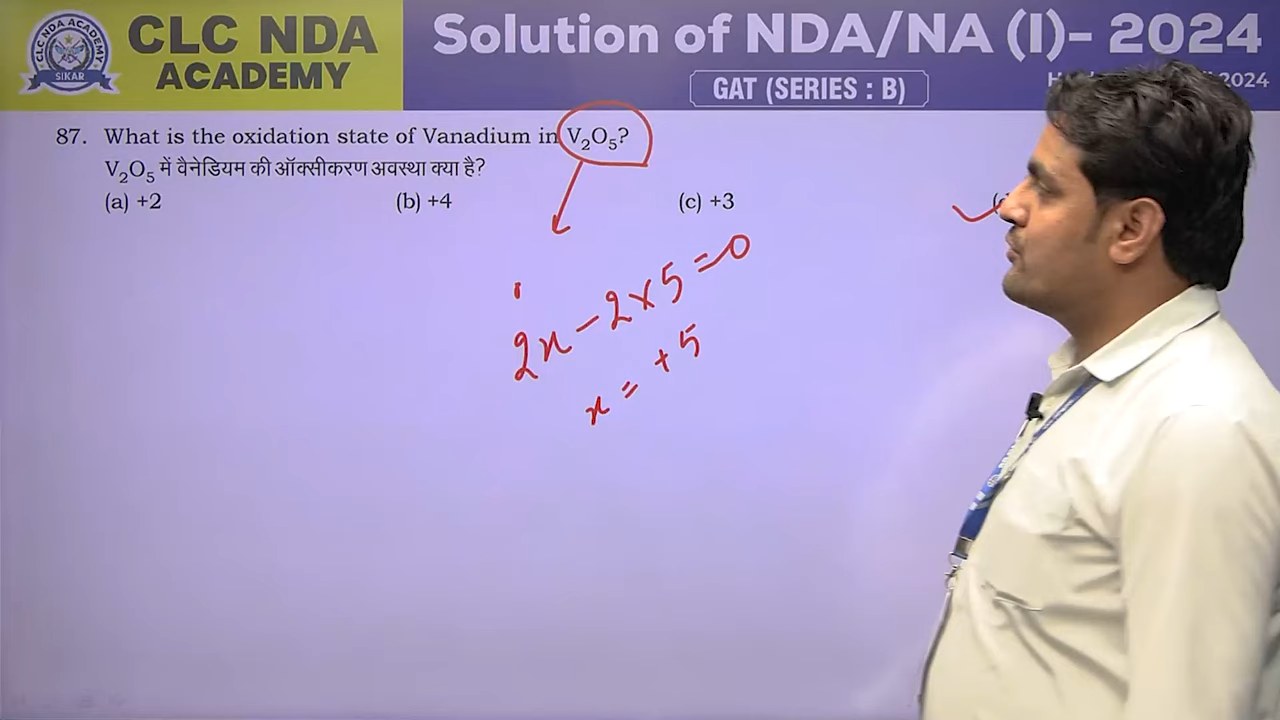 CLC NDA ACADEMY
SIKAR
CLC NDA
ACADEMY
Solution of NDA/NA (I)- 2024
GAT (SERIES : B)
2024
87. What is the oxidation state of Vanadium in V₂O₅?
V₂O₅ में वैनेडियम की ऑक्सीकरण अवस्था क्या है?
(a) +2 (b) +4 (c) +3
2x - 2 x 5 = 0
x = +5